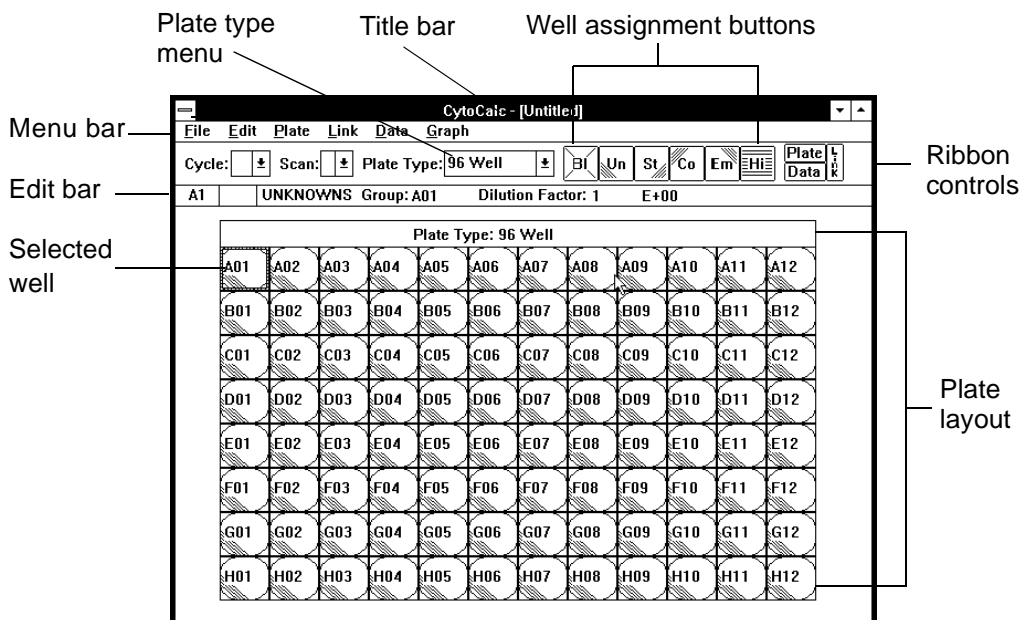 Plate type
menu
Title bar
Well assignment buttons
CytoCalc - [Untitled]
Menu bar
File Edit Plate Link Data Graph
Cycle: Scan: Plate Type: 96 Well Bl Un St Co Em Hi Plate Data Link
Ribbon
controls
Edit bar
A1 UNKNOWNS Group: A01 Dilution Factor: 1 E+00
Plate Type: 96 Well
Selected
well
A01 A02 A03 A04 A05 A06 A07 A08 A09 A10 A11 A12
B01 B02 B03 B04 B05 B06 B07 B08 B09 B10 B11 B12
C01 C02 C03 C04 C05 C06 C07 C08 C09 C10 C11 C12
D01 D02 D03 D04 D05 D06 D07 D08 D09 D10 D11 D12
Plate
layout
E01 E02 E03 E04 E05 E06 E07 E08 E09 E10 E11 E12
F01 F02 F03 F04 F05 F06 F07 F08 F09 F10 F11 F12
G01 G02 G03 G04 G05 G06 G07 G08 G09 G10 G11 G12
H01 H02 H03 H04 H05 H06 H07 H08 H09 H10 H11 H12